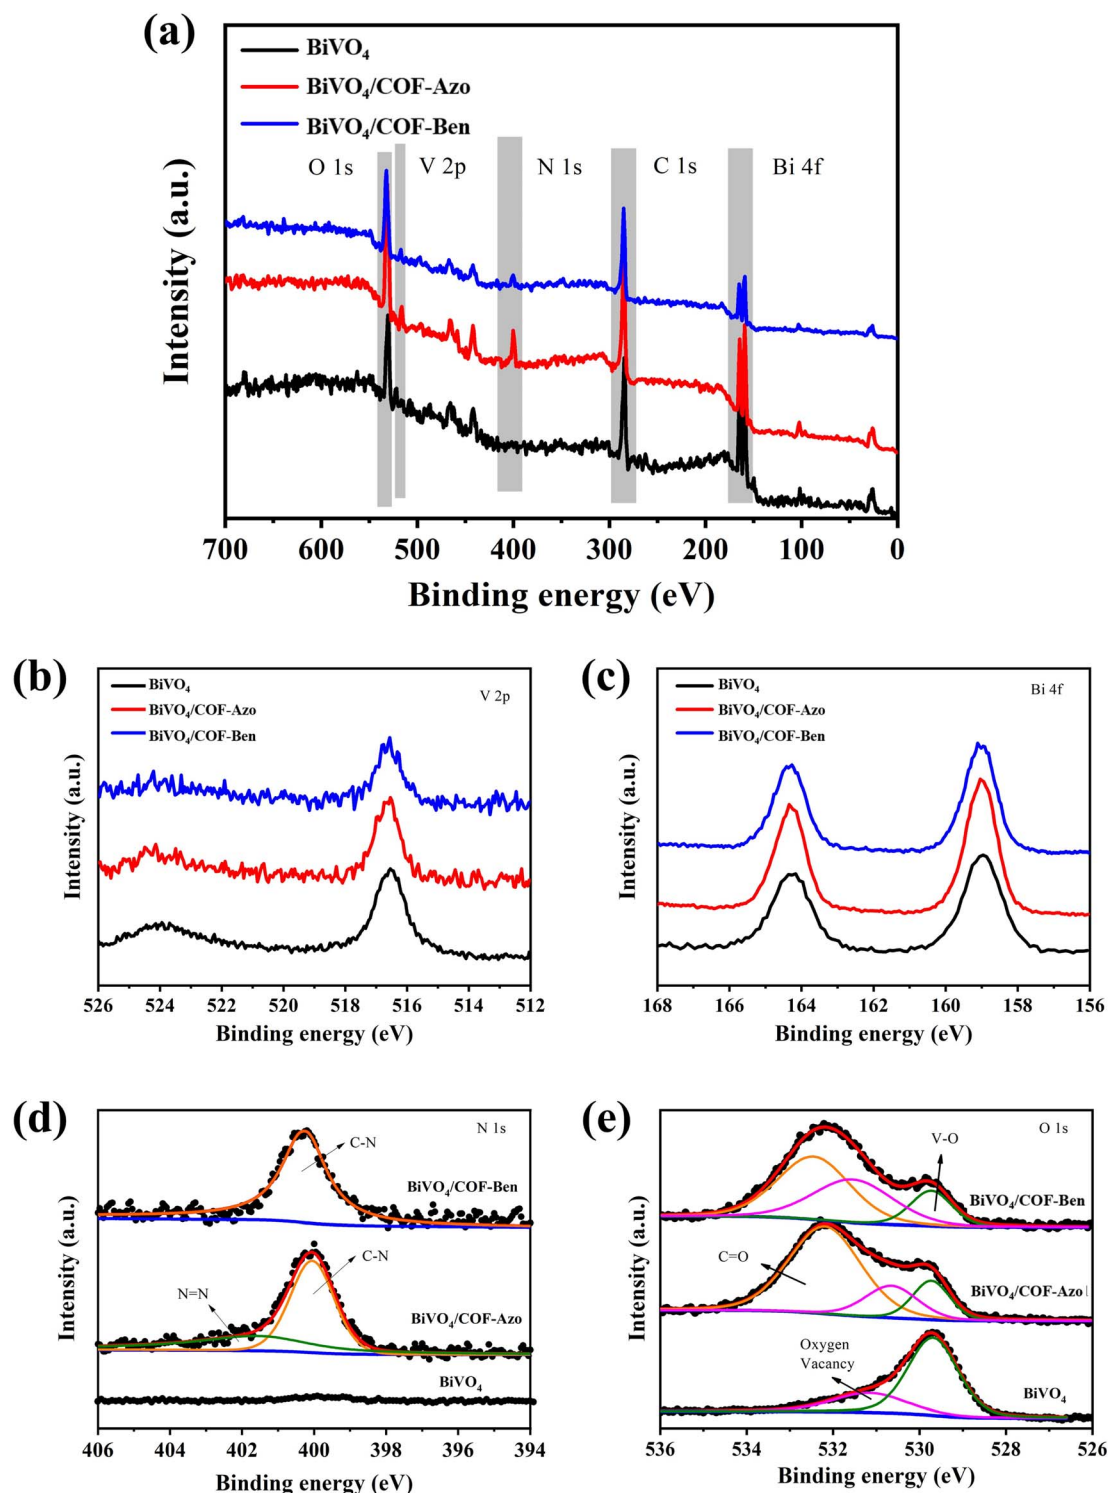 (a)
BiVO₄
BiVO₄/COF-Azo
BiVO₄/COF-Ben
O 1s V 2p N 1s C 1s Bi 4f
Intensity (a.u.)
700 600 500 400 300 200 100 0
Binding energy (eV)
(b)
BiVO₄
BiVO₄/COF-Azo
BiVO₄/COF-Ben
V 2p
Intensity (a.u.)
526 524 522 520 518 516 514 512
Binding energy (eV)
(c)
BiVO₄
BiVO₄/COF-Azo
BiVO₄/COF-Ben
Bi 4f
Intensity (a.u.)
168 166 164 162 160 158 156
Binding energy (eV)
(d)
N 1s
C-N
BiVO₄/COF-Ben
C-N
N=N
BiVO₄/COF-Azo
BiVO₄
Intensity (a.u.)
406 404 402 400 398 396 394
Binding energy (eV)
(e)
O 1s
V-O
BiVO₄/COF-Ben
C=O
BiVO₄/COF-Azo
Oxygen
Vacancy
BiVO₄
Intensity (a.u.)
536 534 532 530 528 526
Binding energy (eV)